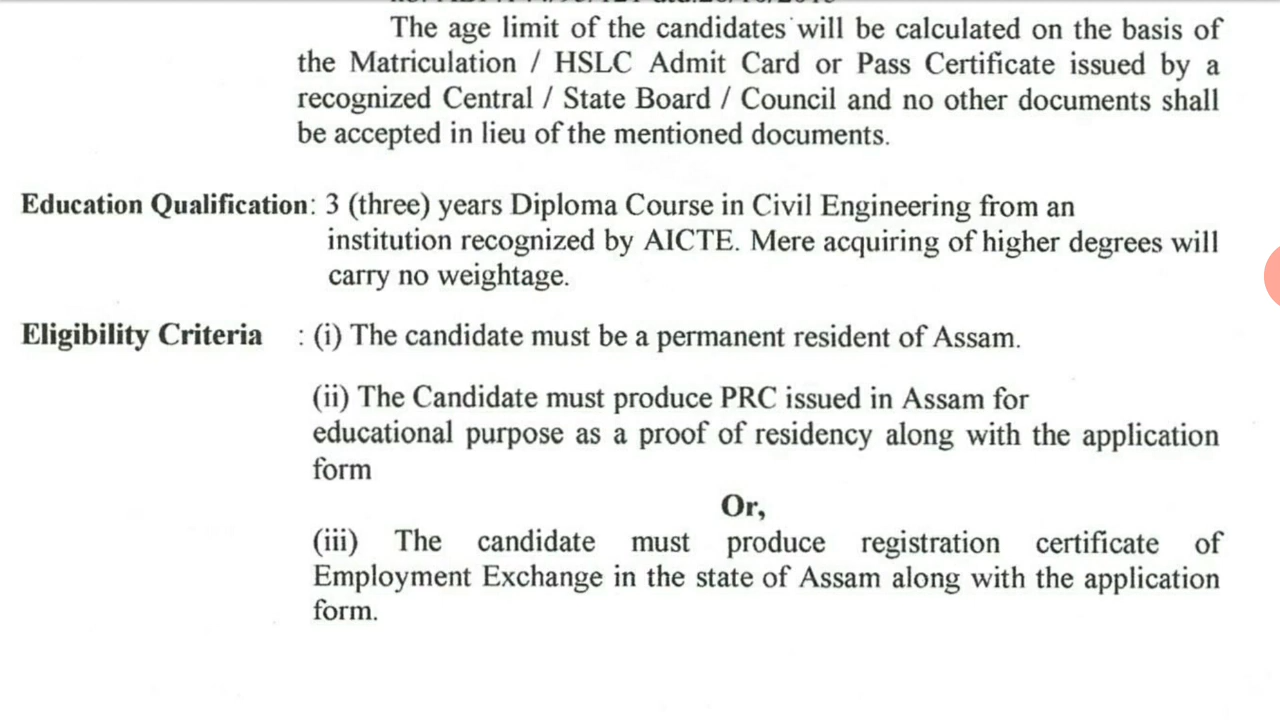 The age limit of the candidates will be calculated on the basis of
the Matriculation / HSLC Admit Card or Pass Certificate issued by a
recognized Central / State Board / Council and no other documents shall
be accepted in lieu of the mentioned documents.
Education Qualification: 3 (three) years Diploma Course in Civil Engineering from an
institution recognized by AICTE. Mere acquiring of higher degrees will
carry no weightage.
Eligibility Criteria : (i) The candidate must be a permanent resident of Assam.
(ii) The Candidate must produce PRC issued in Assam for
educational purpose as a proof of residency along with the application
form
Or,
(iii) The candidate must produce registration certificate of
Employment Exchange in the state of Assam along with the application
form.